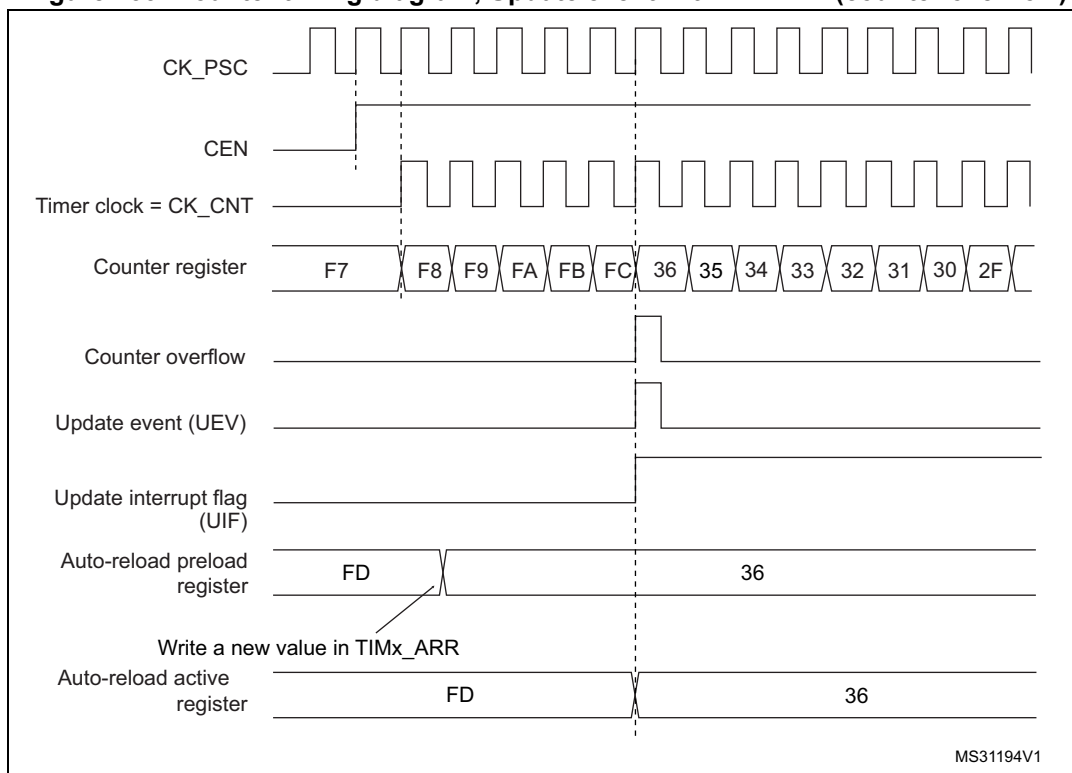 CK_PSC
CEN
Timer clock = CK_CNT
Counter register F7 F8 F9 FA FB FC 36 35 34 33 32 31 30 2F
Counter overflow
Update event (UEV)
Update interrupt flag
(UIF)
Auto-reload preload
register
FD 36
Write a new value in TIMx_ARR
Auto-reload active
register
FD 36
MS31194V1